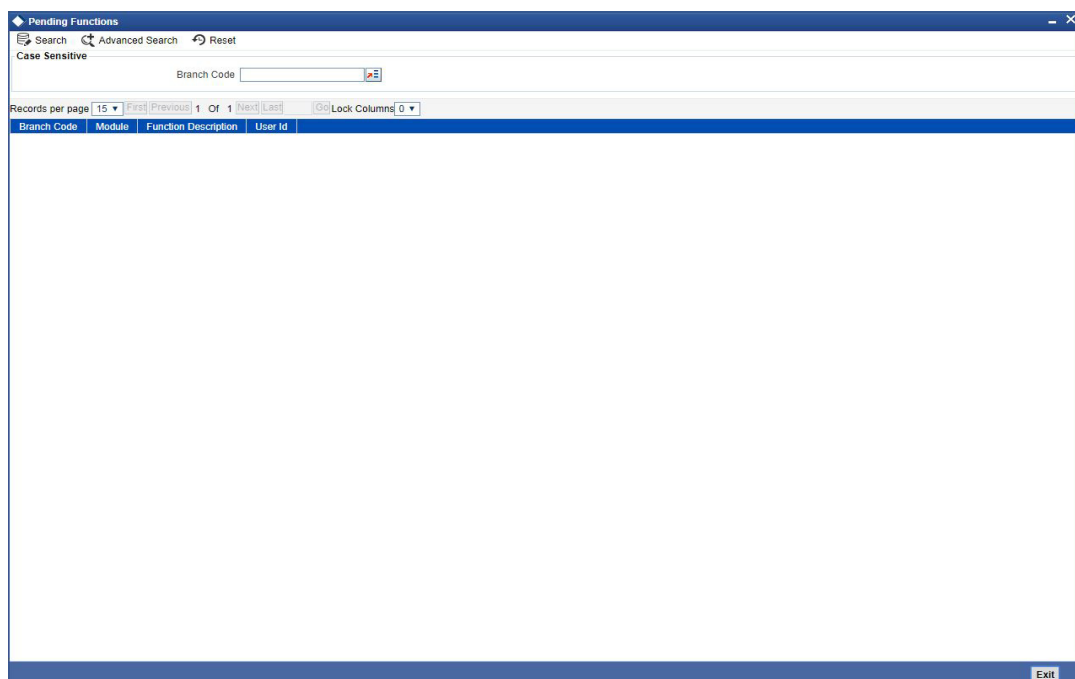 Pending Functions
Search Advanced Search Reset
Case Sensitive
Branch Code
Records per page 15 First Previous 1 Of 1 Next Last Go Lock Columns 0
Branch Code Module Function Description User Id
Exit